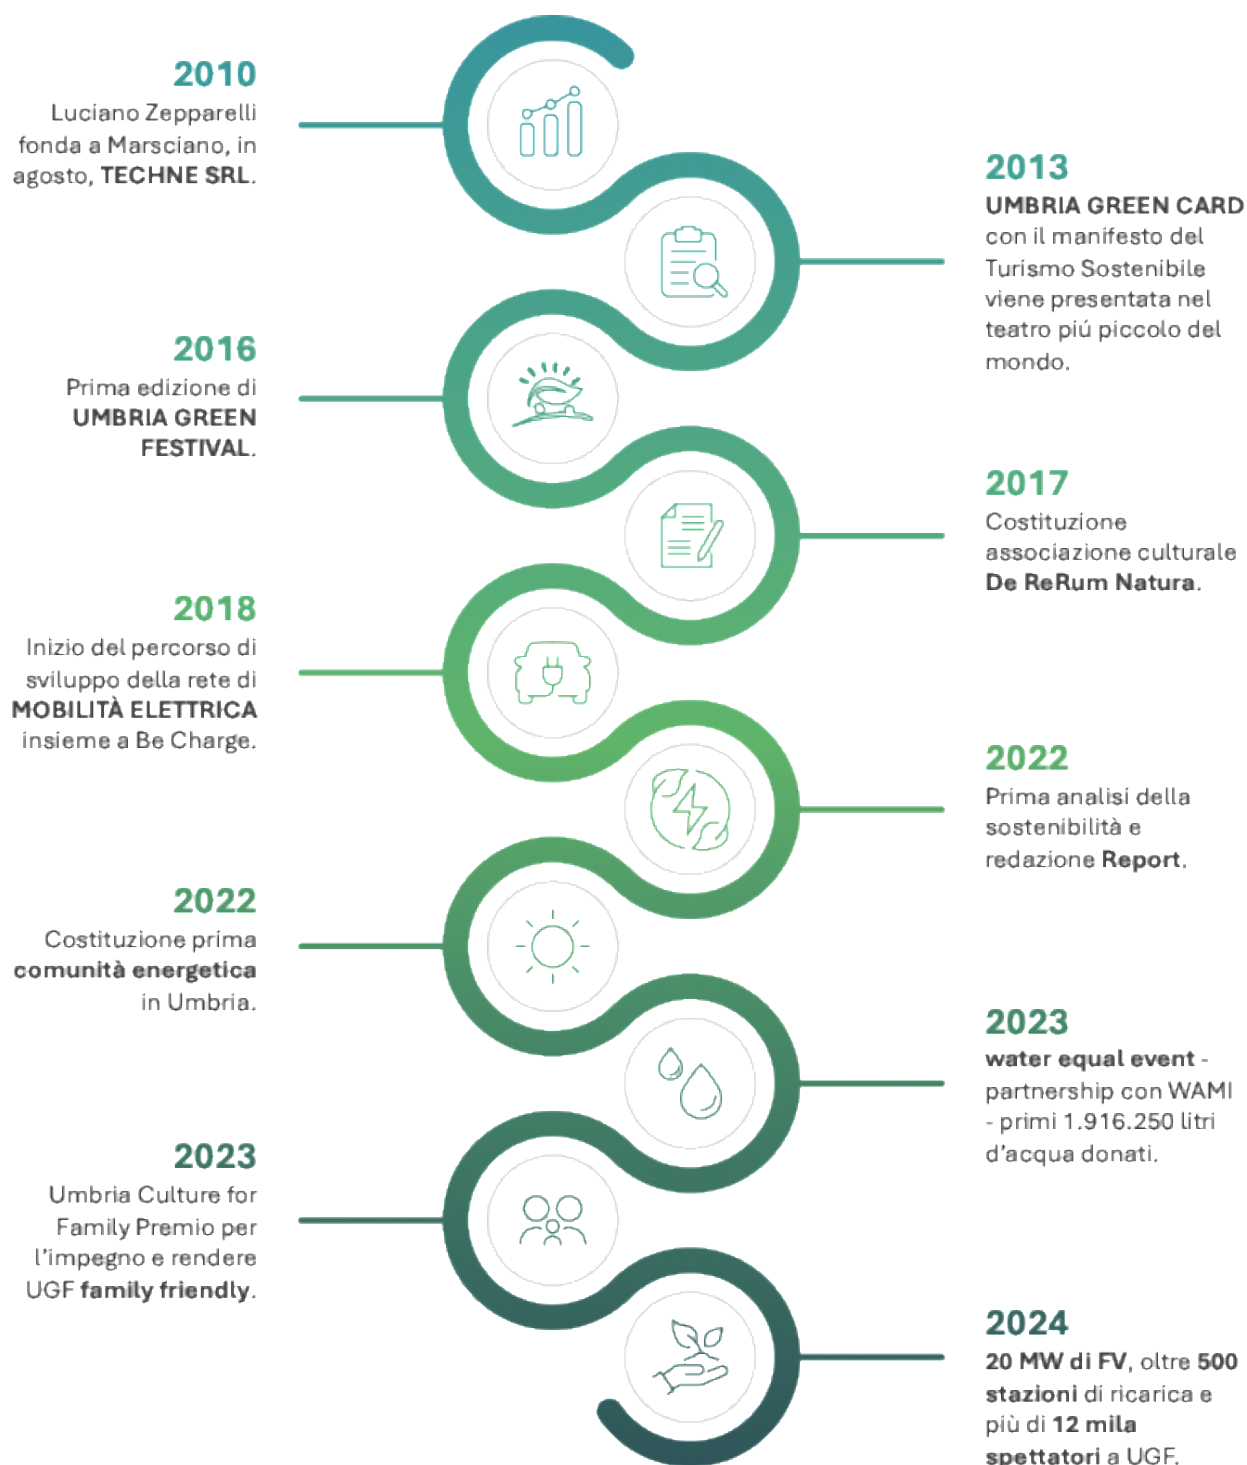 2010
Luciano Zepparelli
fonda a Marsciano, in
agosto, TECHNE SRL.
2013
UMBRIA GREEN CARD
con il manifesto del
Turismo Sostenibile
viene presentata nel
teatro piú piccolo del
mondo.
2016
Prima edizione di
UMBRIA GREEN
FESTIVAL.
2017
Costituzione
associazione culturale
De ReRum Natura.
2018
Inizio del percorso di
sviluppo della rete di
MOBILITÀ ELETTRICA
insieme a Be Charge.
2022
Prima analisi della
sostenibilità e
redazione Report.
2022
Costituzione prima
comunità energetica
in Umbria.
2023
water equal event -
partnership con WAMI
- primi 1.916.250 litri
d'acqua donati.
2023
Umbria Culture for
Family Premio per
l'impegno e rendere
UGF family friendly.
2024
20 MW di FV, oltre 500
stazioni di ricarica e
più di 12 mila
spettatori a UGF.